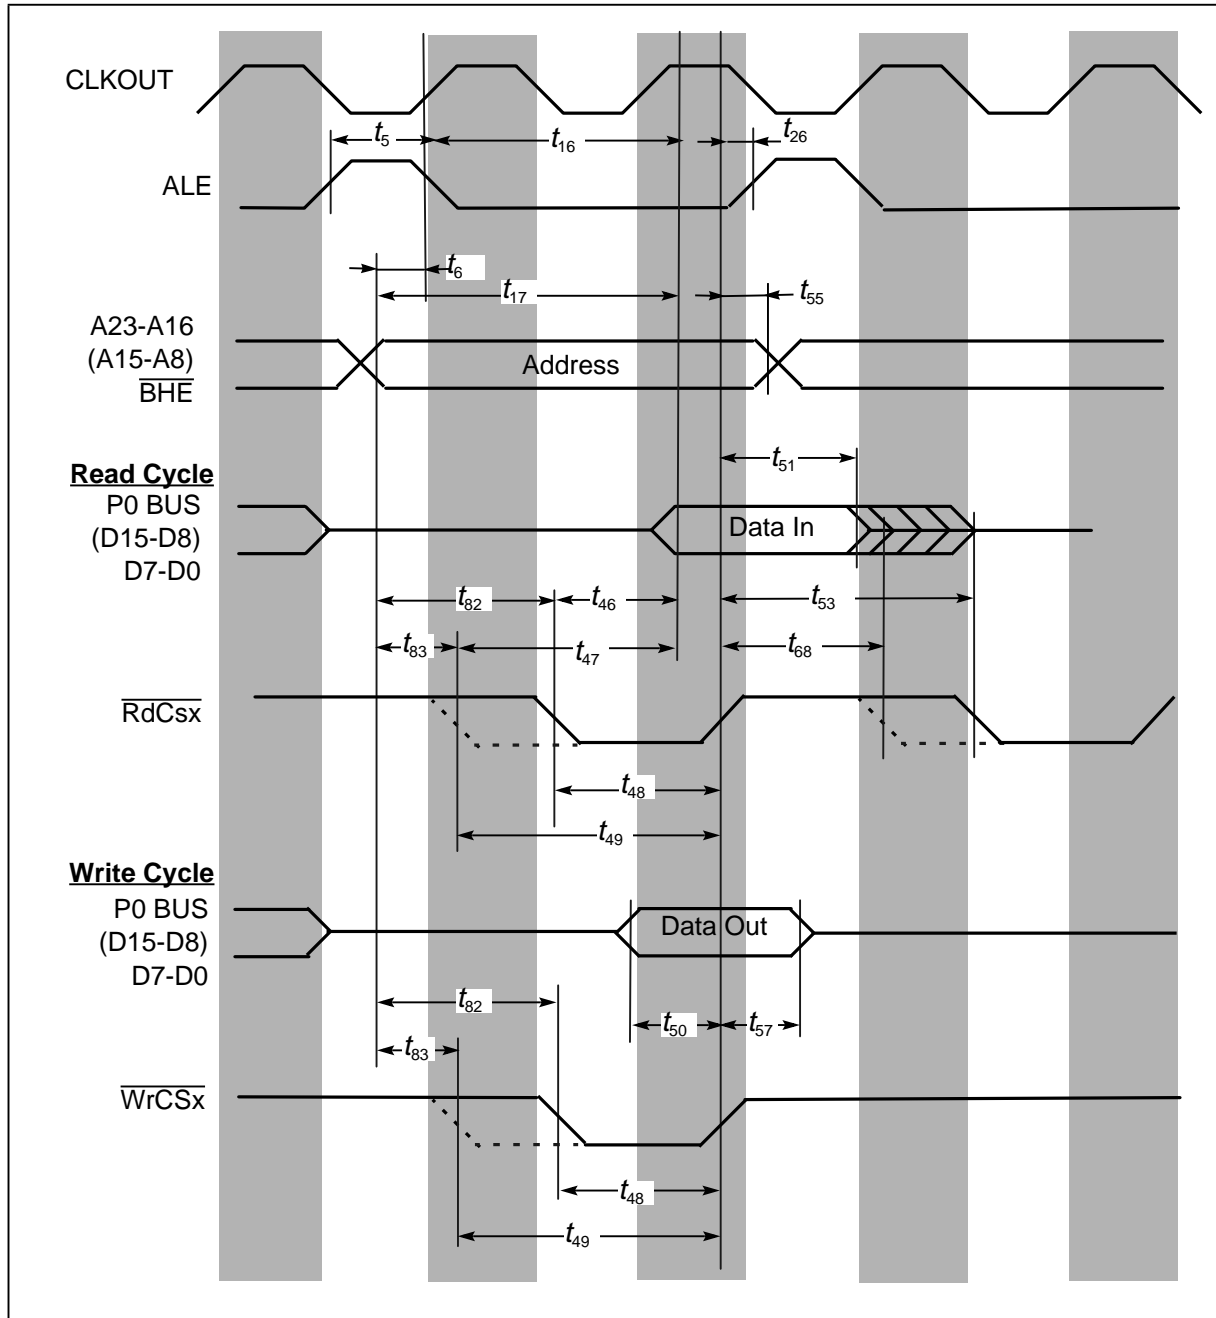 CLKOUT
t5
t16
t26
ALE
t6
t17
t55
A23-A16
(A15-A8)
BHE
Address
t51
Read Cycle
P0 BUS
(D15-D8)
D7-D0
Data In
t82
t46
t53
t83
t47
t68
RdCsx
t48
t49
Write Cycle
P0 BUS
(D15-D8)
D7-D0
Data Out
t82
t50
t57
t83
WrCSx
t48
t49